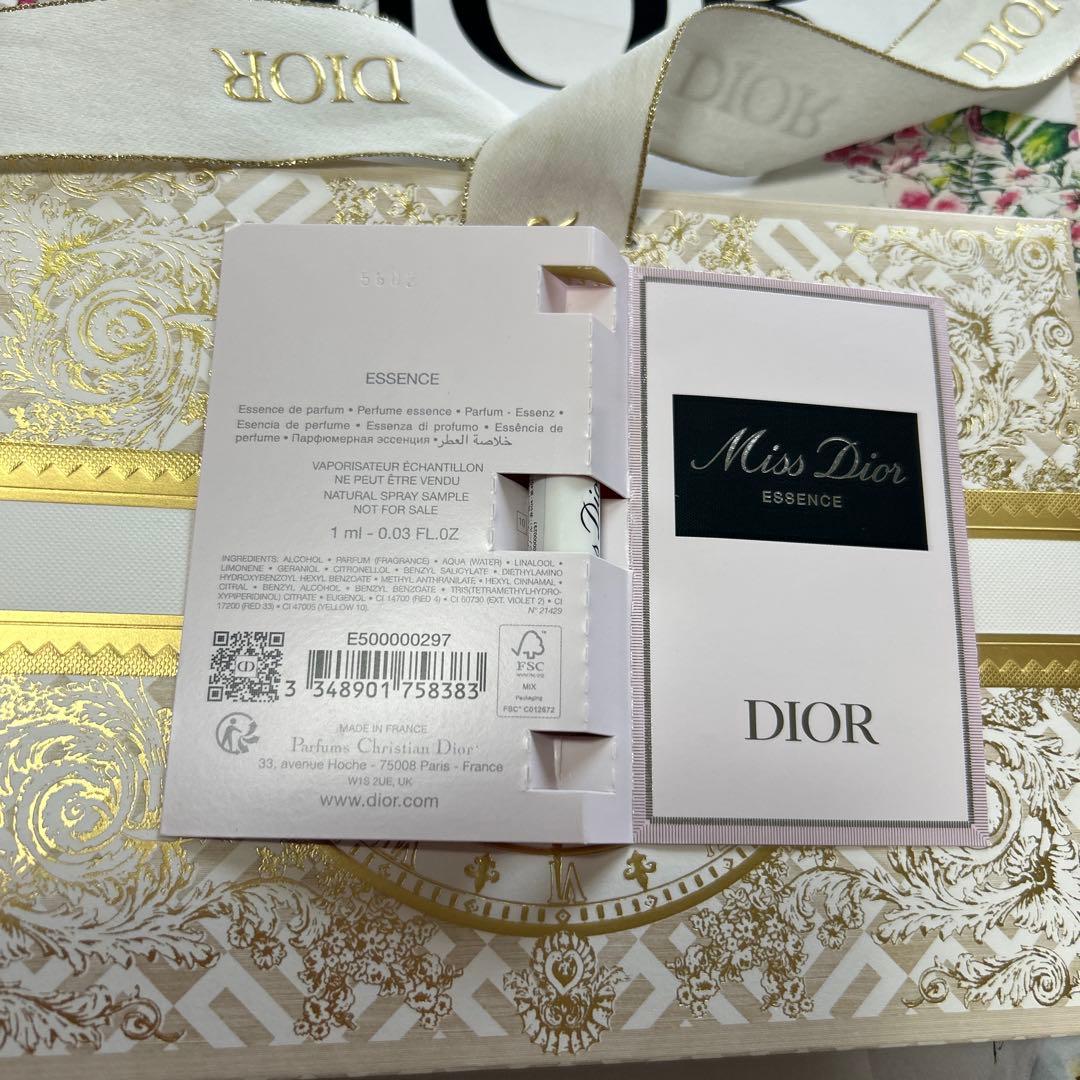 DIOR
DIOR
DIOR
DIOR
ESSENCE
Essence de parfum • Perfume essence • Parfum - Essenz •
Esencia de perfume • Essenza di profumo • Essência de
perfume • Парфюмерная эссенция • خلاصة العطر
VAPORISATEUR ÉCHANTILLON
NE PEUT ÊTRE VENDU
NATURAL SPRAY SAMPLE
NOT FOR SALE
1 ml - 0.03 FL.OZ
INGREDIENTS: ALCOHOL • PARFUM (FRAGRANCE) • AQUA (WATER) • LINALOOL •
LIMONENE • GERANIOL • CITRONELLOL • BENZYL SALICYLATE • DIETHYLAMINO
HYDROXYBENZOYL HEXYL BENZOATE • METHYL ANTHRANILATE • HEXYL CINNAMAL •
CITRAL • BENZYL ALCOHOL • BENZYL BENZOATE • TRIS(TETRAMETHYLHYDRO-
XYPIPERIDINOL) CITRATE • EUGENOL • CI 14700 (RED 4) • CI 60730 (EXT. VIOLET 2) • CI
17200 (RED 33) • CI 47005 (YELLOW 10).
N° 21429
E500000297
3 348901 758383
FSC
MIX
Packaging
FSC® C012672
MADE IN FRANCE
Parfums Christian Dior
33, avenue Hoche - 75008 Paris - France
W1S 2UE, UK
www.dior.com
Miss Dior
ESSENCE
DIOR